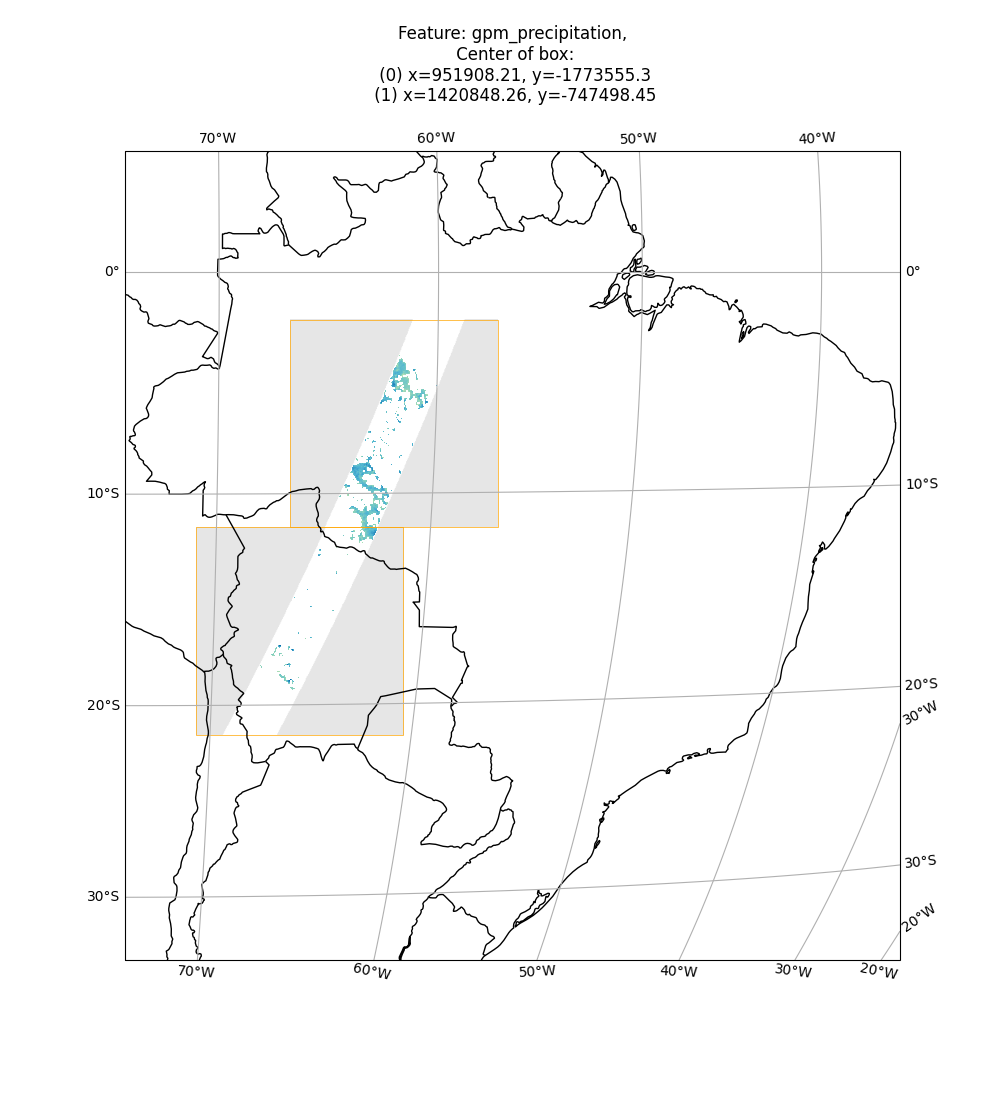 Feature: gpm_precipitation,
Center of box:
(0) x=951908.21, y=-1773555.3
(1) x=1420848.26, y=-747498.45
70°W 60°W 50°W 40°W
0° 0°
10°S 10°S
20°S 20°S
30°W
30°S 30°S
20°W
70°W 60°W 50°W 40°W 30°W 20°W